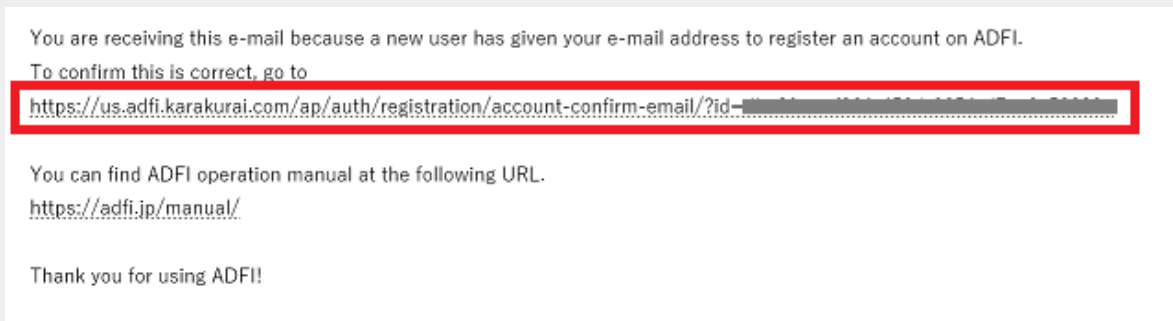 You are receiving this e-mail because a new user has given your e-mail address to register an account on ADFI.
To confirm this is correct, go to
https://us.adfi.karakurai.com/ap/auth/registration/account-confirm-email/?id=
You can find ADFI operation manual at the following URL.
https://adfi.jp/manual/
Thank you for using ADFI!